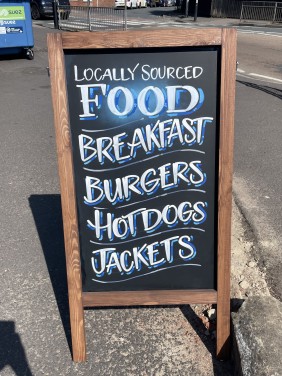 LOCALLY SOURCED
FOOD
BREAKFAST
BURGERS
HOTDOGS
JACKETS